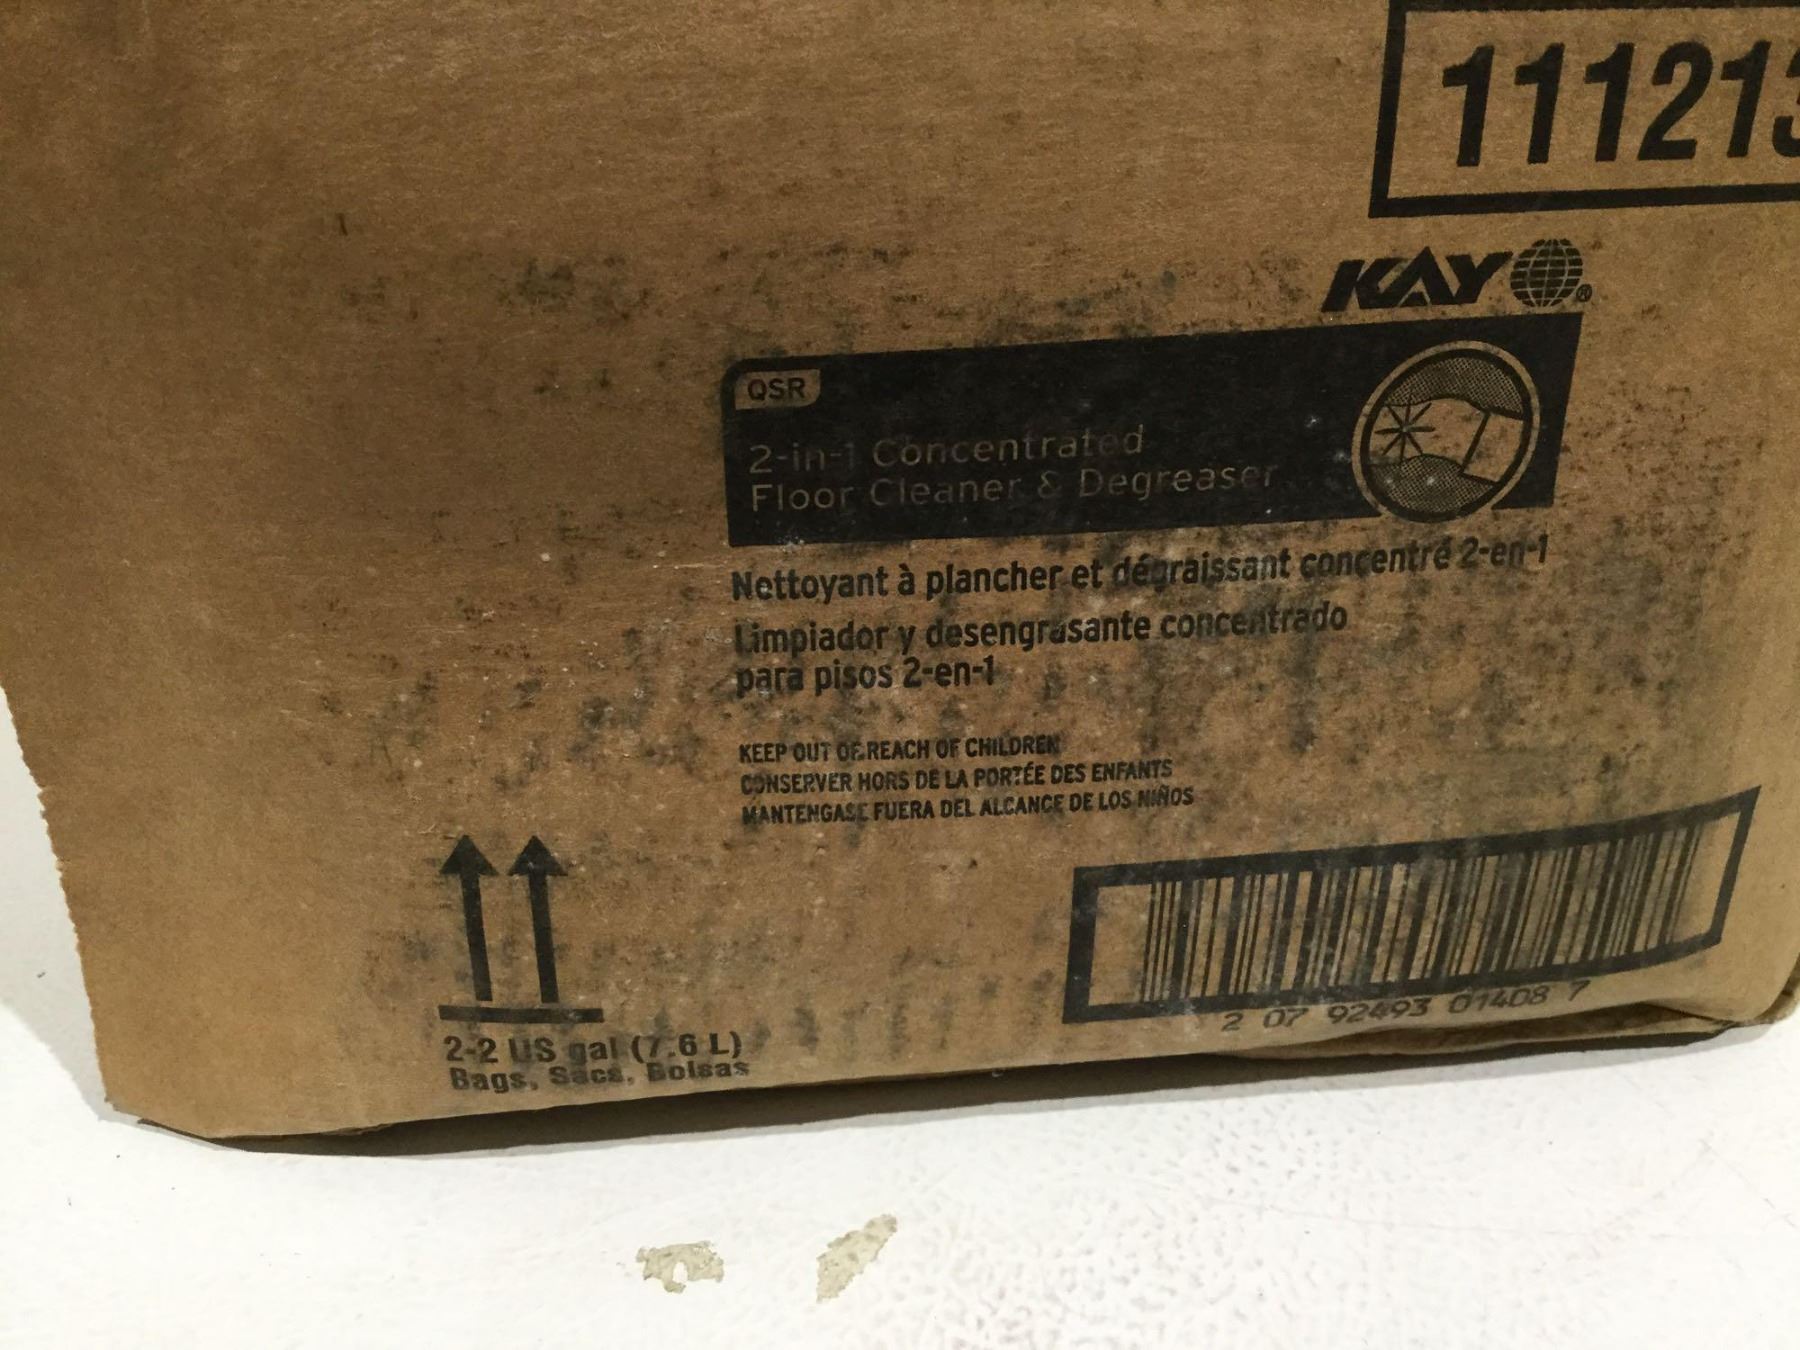 11121
KAY®
QSR
2-in-1 Concentrated
Floor Cleaner & Degreaser
Nettoyant à plancher et dégraissant concentré 2-en-1
Limpiador y desengrasante concentrado
para pisos 2-en-1
KEEP OUT OF REACH OF CHILDREN
CONSERVER HORS DE LA PORTÉE DES ENFANTS
MANTENGASE FUERA DEL ALCANCE DE LOS NIÑOS
2 07 92493 01408 7
2-2 US gal (7.6 L)
Bags, Sacs, Bolsas